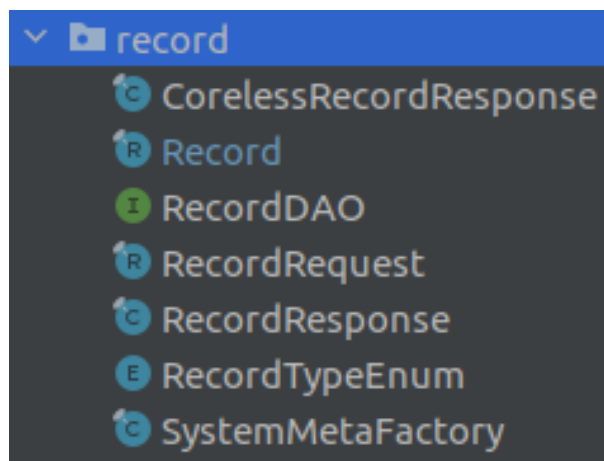 record
CorelessRecordResponse
Record
RecordDAO
RecordRequest
RecordResponse
RecordTypeEnum
SystemMetaFactory